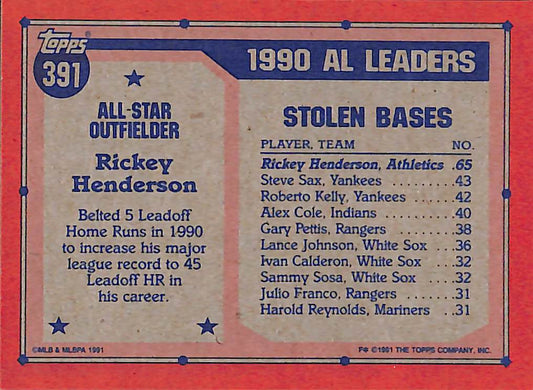 Topps®
391
ALL-STAR
OUTFIELDER
Rickey
Henderson
Belted 5 Leadoff
Home Runs in 1990
to increase his major
league record to 45
Leadoff HR in
his career.
©MLB & MLBPA 1991
1990 AL LEADERS
STOLEN BASES
PLAYER, TEAM NO.
Rickey Henderson, Athletics .65
Steve Sax, Yankees ........43
Roberto Kelly, Yankees ....42
Alex Cole, Indians .........40
Gary Pettis, Rangers .......38
Lance Johnson, White Sox ...36
Ivan Calderon, White Sox ...32
Sammy Sosa, White Sox ....32
Julio Franco, Rangers ......31
Harold Reynolds, Mariners ..31
F* ©1991 THE TOPPS COMPANY, INC.